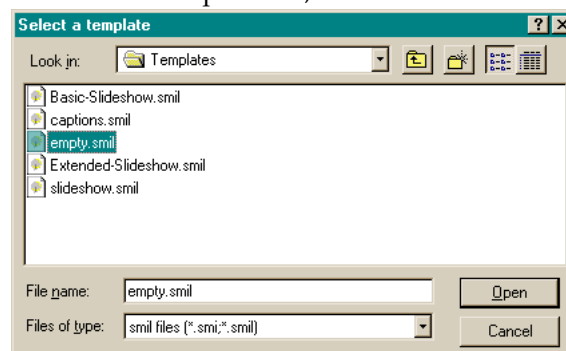 Select a template
Look in: Templates
Basic-Slideshow.smil
captions.smil
empty.smil
Extended-Slideshow.smil
slideshow.smil
File name: empty.smil Open
Files of type: smil files (*.smi;*.smil) Cancel